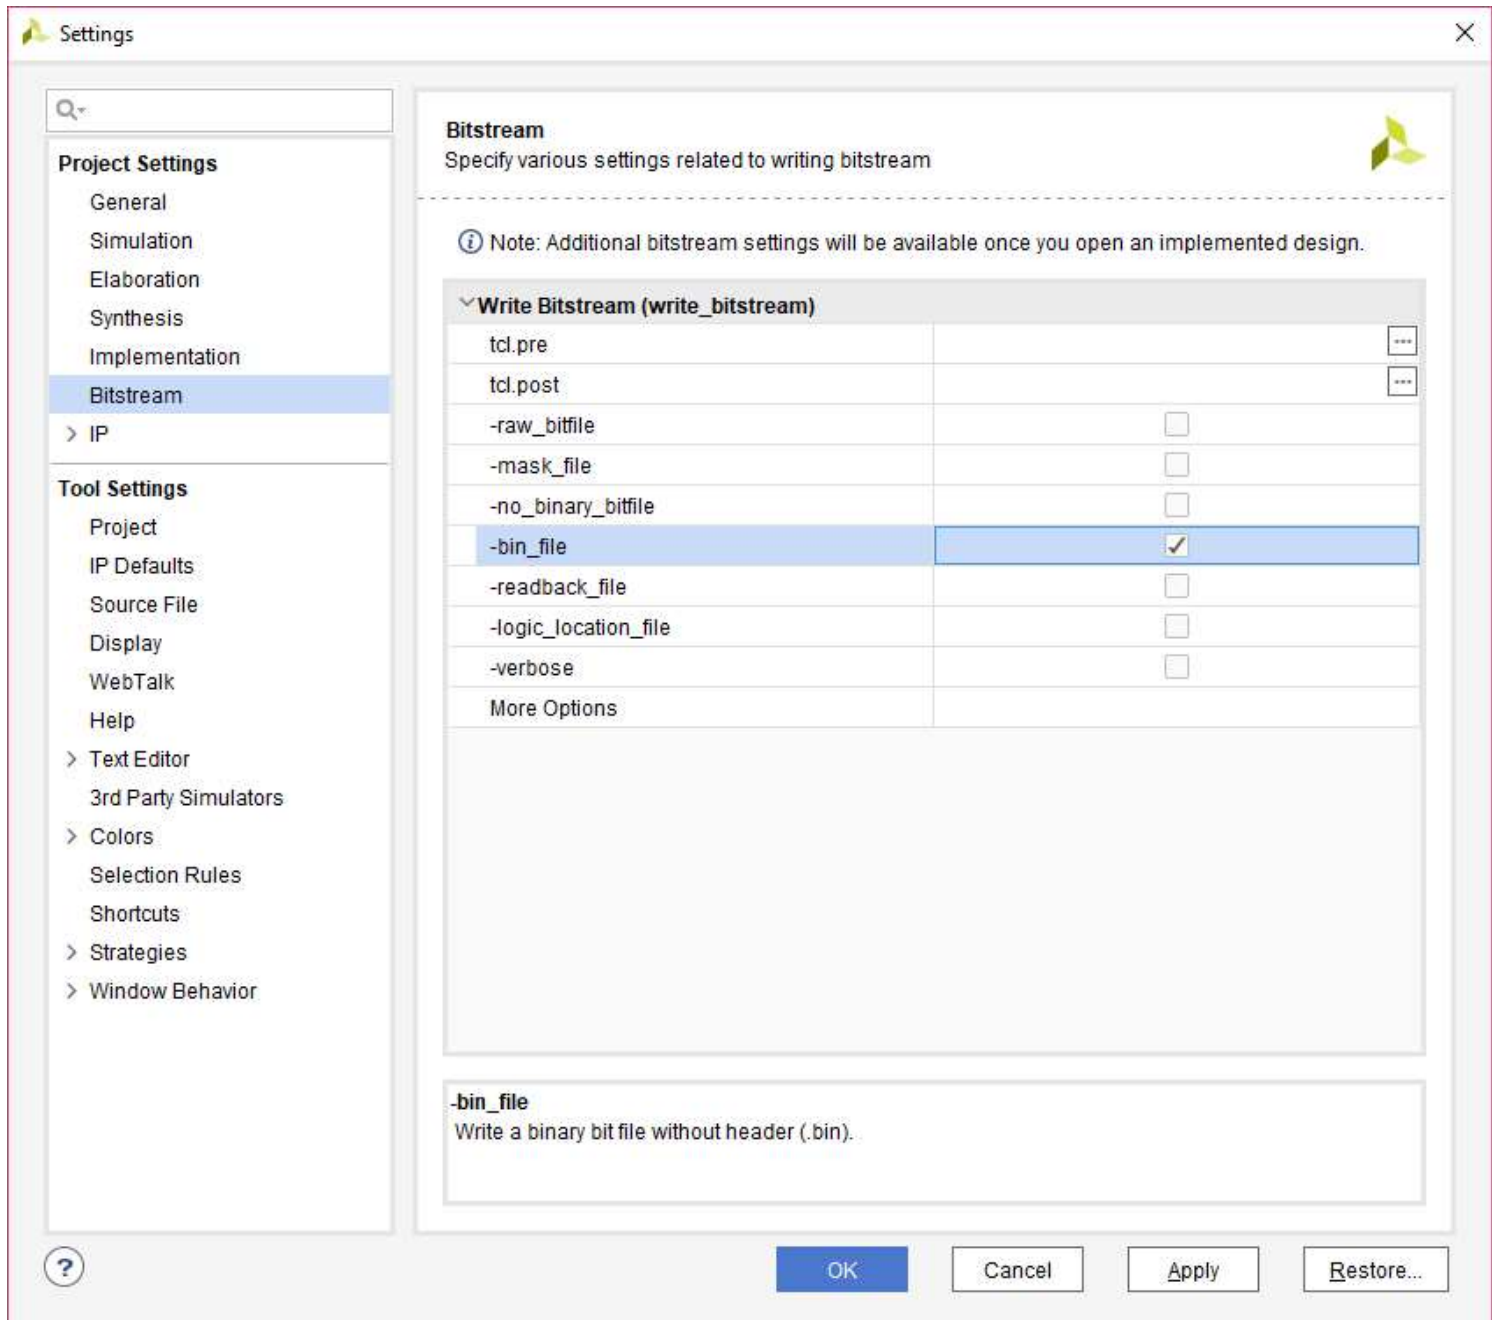 Settings
Project Settings
General
Simulation
Elaboration
Synthesis
Implementation
Bitstream
IP
Tool Settings
Project
IP Defaults
Source File
Display
WebTalk
Help
Text Editor
3rd Party Simulators
Colors
Selection Rules
Shortcuts
Strategies
Window Behavior
Bitstream
Specify various settings related to writing bitstream
Note: Additional bitstream settings will be available once you open an implemented design.
Write Bitstream (write_bitstream)
tcl.pre
tcl.post
-raw_bitfile
-mask_file
-no_binary_bitfile
-bin_file
-readback_file
-logic_location_file
-verbose
More Options
-bin_file
Write a binary bit file without header (.bin).
? OK Cancel Apply Restore...